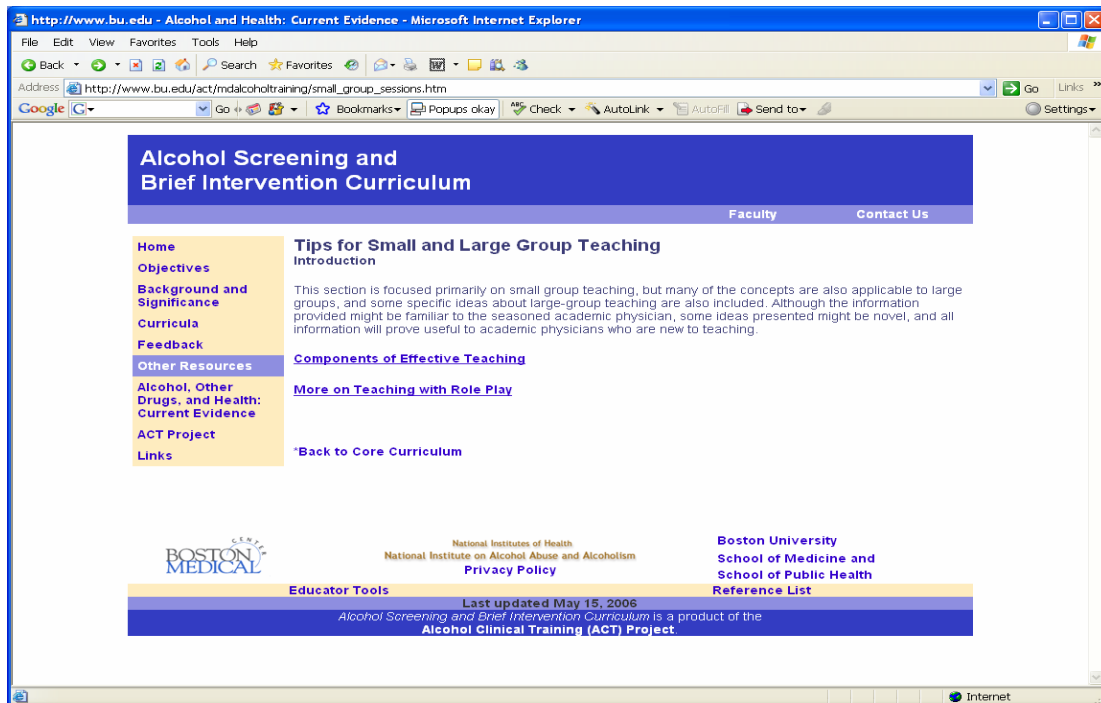 http://www.bu.edu - Alcohol and Health: Current Evidence - Microsoft Internet Explorer
File Edit View Favorites Tools Help
Back Search Favorites
Address http://www.bu.edu/act/mdalcoholtraining/small_group_sessions.htm Go Links »
Google G Go Bookmarks Popups okay ABC Check AutoLink AutoFill Send to Settings
Alcohol Screening and
Brief Intervention Curriculum
Faculty Contact Us
Home
Objectives
Background and
Significance
Curricula
Feedback
Other Resources
Alcohol, Other
Drugs, and Health:
Current Evidence
ACT Project
Links
Tips for Small and Large Group Teaching
Introduction
This section is focused primarily on small group teaching, but many of the concepts are also applicable to large
groups, and some specific ideas about large-group teaching are also included. Although the information
provided might be familiar to the seasoned academic physician, some ideas presented might be novel, and all
information will prove useful to academic physicians who are new to teaching.
Components of Effective Teaching
More on Teaching with Role Play
*Back to Core Curriculum
BOSTON
MEDICAL
CENTER
National Institutes of Health
National Institute on Alcohol Abuse and Alcoholism
Privacy Policy
Boston University
School of Medicine and
School of Public Health
Educator Tools Reference List
Last updated May 15, 2006
Alcohol Screening and Brief Intervention Curriculum is a product of the
Alcohol Clinical Training (ACT) Project.
Internet